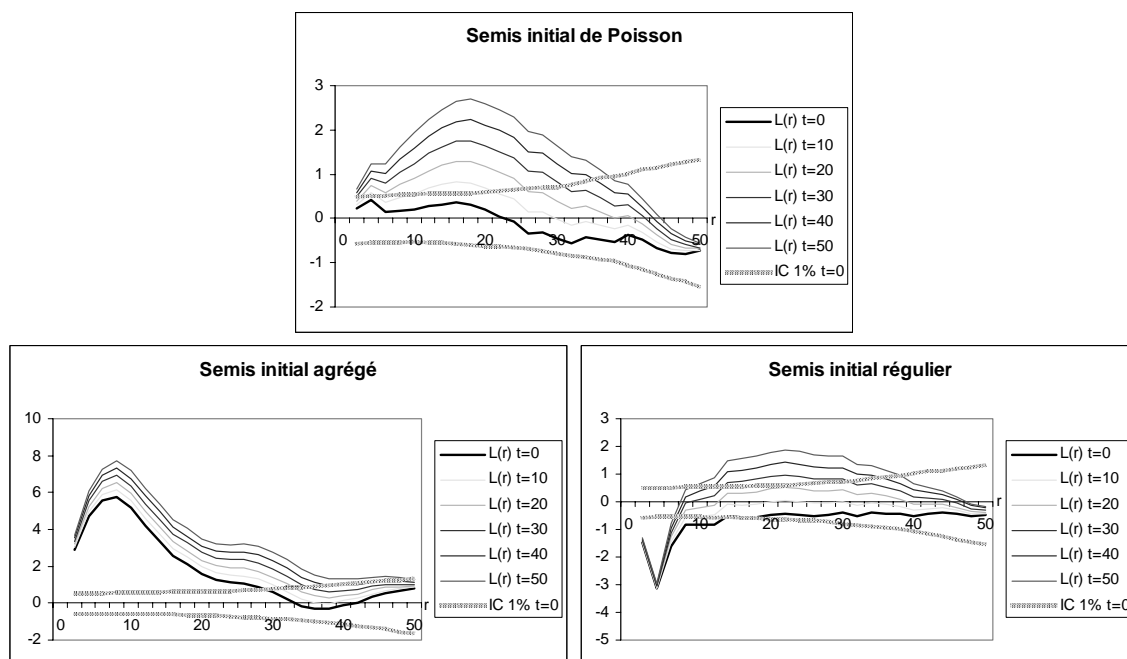 Semis initial de Poisson
3
2
1
0
-1
-2
0 10 20 30 40 50
r
L(r) t=0
L(r) t=10
L(r) t=20
L(r) t=30
L(r) t=40
L(r) t=50
IC 1% t=0
Semis initial agrégé
10
8
6
4
2
0
-2
0 10 20 30 40 50
r
L(r) t=0
L(r) t=10
L(r) t=20
L(r) t=30
L(r) t=40
L(r) t=50
IC 1% t=0
Semis initial régulier
3
2
1
0
-1
-2
-3
-4
-5
0 10 20 30 40 50
r
L(r) t=0
L(r) t=10
L(r) t=20
L(r) t=30
L(r) t=40
L(r) t=50
IC 1% t=0